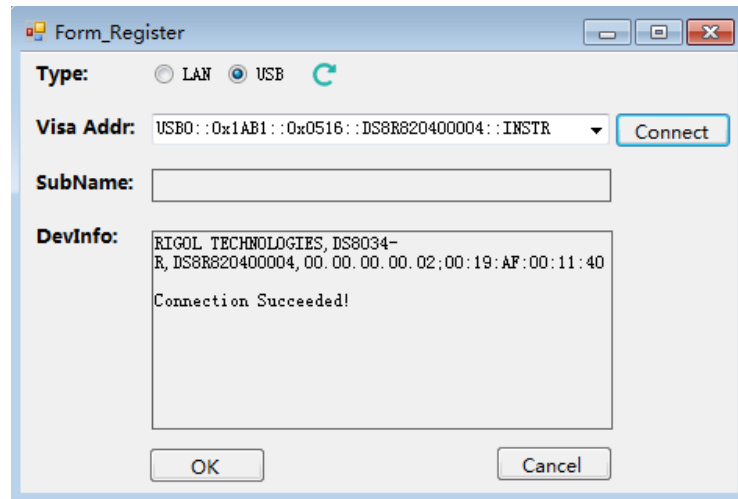 Form_Register
Type: LAN USB
Visa Addr: USB0::0x1AB1::0x0516::DS8R820400004::INSTR Connect
SubName:
DevInfo: RIGOL TECHNOLOGIES,DS8034-
R,DS8R820400004,00.00.00.00.02;00:19:AF:00:11:40
Connection Succeeded!
OK Cancel